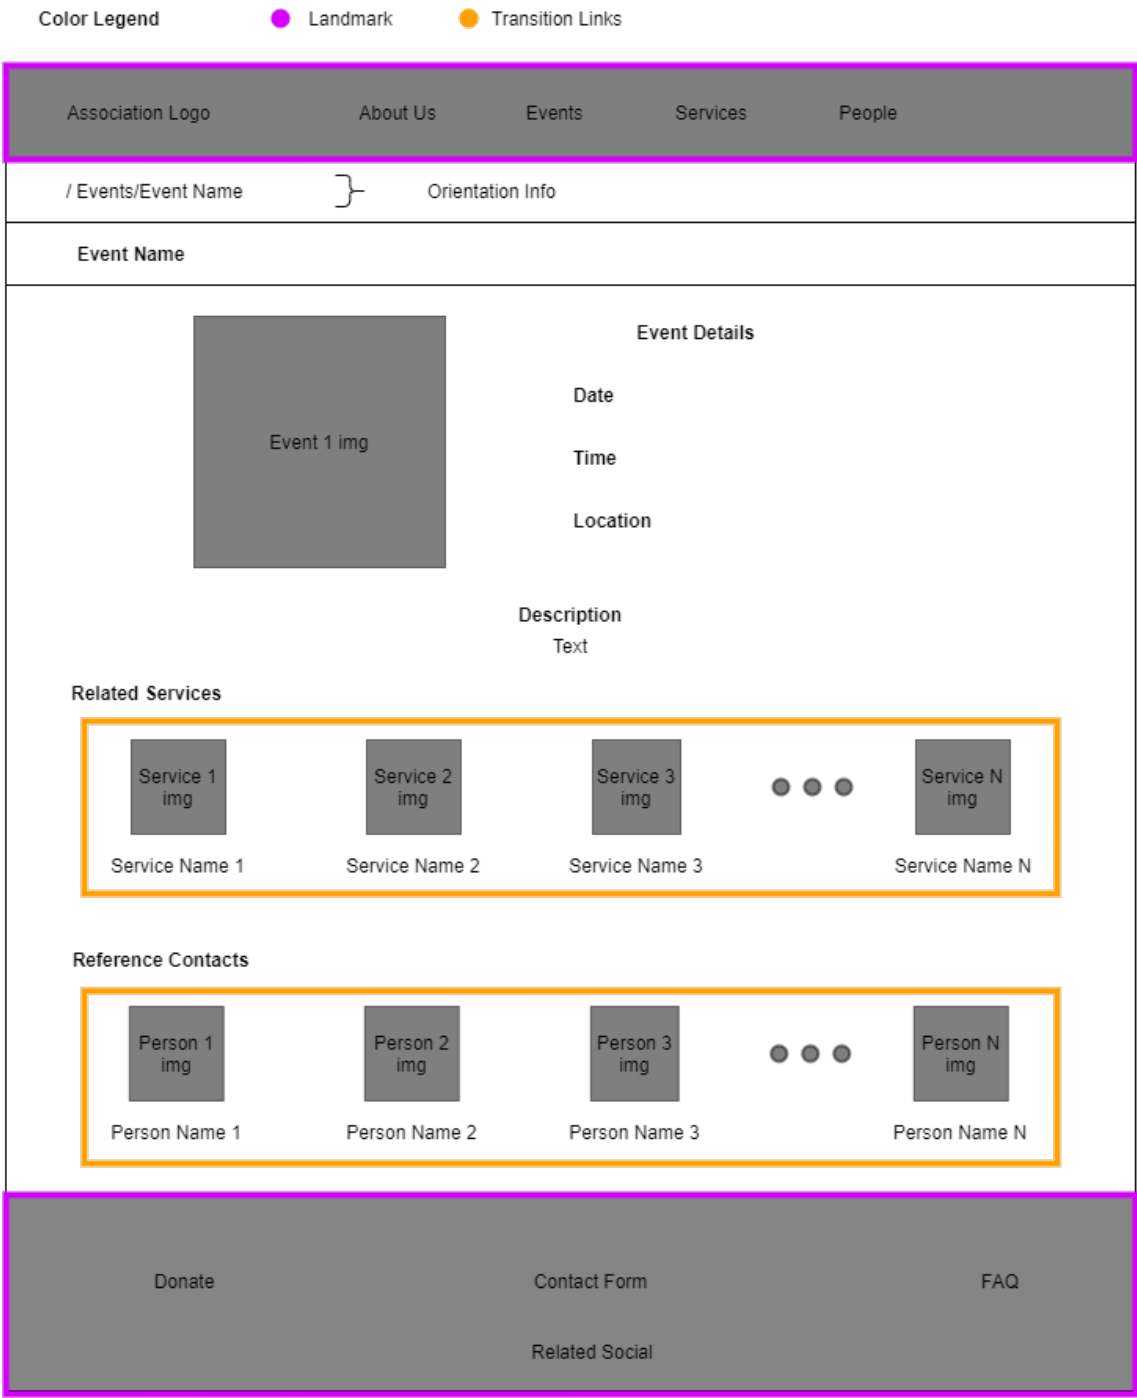 Color Legend Landmark Transition Links
Association Logo About Us Events Services People
/ Events/Event Name Orientation Info
Event Name
Event 1 img
Event Details
Date
Time
Location
Description
Text
Related Services
Service 1 img
Service 2 img
Service 3 img
Service N img
Service Name 1 Service Name 2 Service Name 3 Service Name N
Reference Contacts
Person 1 img
Person 2 img
Person 3 img
Person N img
Person Name 1 Person Name 2 Person Name 3 Person Name N
Donate Contact Form FAQ
Related Social